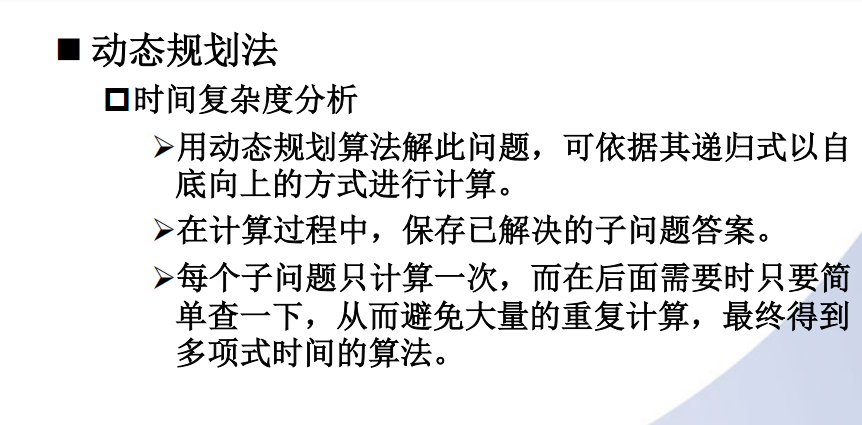 ■ 动态规划法
□时间复杂度分析
➢用动态规划算法解此问题，可依据其递归式以自
底向上的方式进行计算。
➢在计算过程中，保存已解决的子问题答案。
➢每个子问题只计算一次，而在后面需要时只要简
单查一下，从而避免大量的重复计算，最终得到
多项式时间的算法。